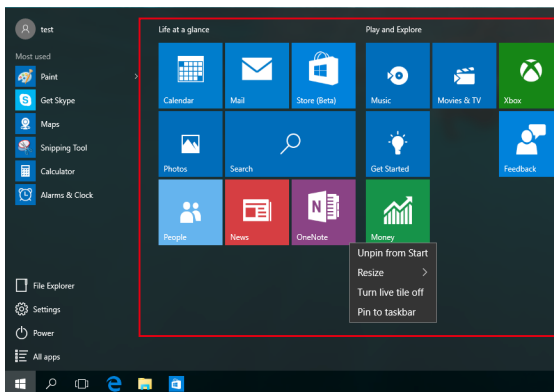 test
Most used
Paint
Get Skype
Maps
Snipping Tool
Calculator
Alarms & Clock
File Explorer
Settings
Power
All apps
Life at a glance
Play and Explore
Calendar
Mail
Store (Beta)
Music
Movies & TV
Xbox
Photos
Search
Get Started
Feedback
People
News
OneNote
Money
Unpin from Start
Resize
Turn live tile off
Pin to taskbar